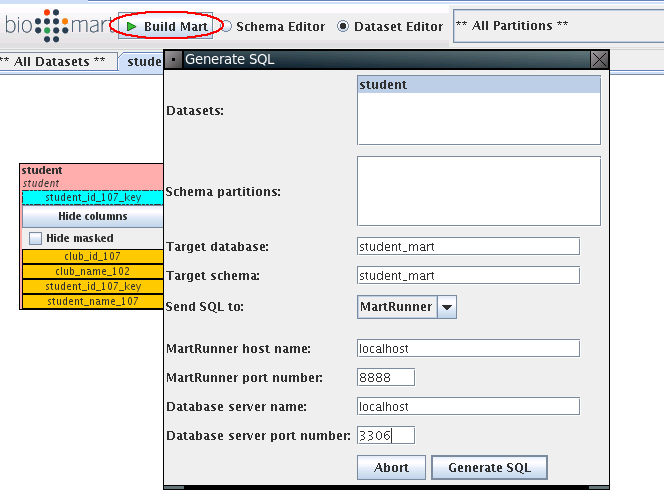 bio mart
Build Mart
Schema Editor
Dataset Editor
** All Partitions **
** All Datasets **
stude
Generate SQL
Datasets:
student
Schema partitions:
Target database:
student_mart
Target schema:
student_mart
Send SQL to:
MartRunner
MartRunner host name:
localhost
MartRunner port number:
8888
Database server name:
localhost
Database server port number:
3306
Abort
Generate SQL
student
student
student_id_107_key
Hide columns
Hide masked
club_id_107
club_name_102
student_id_107_key
student_name_107